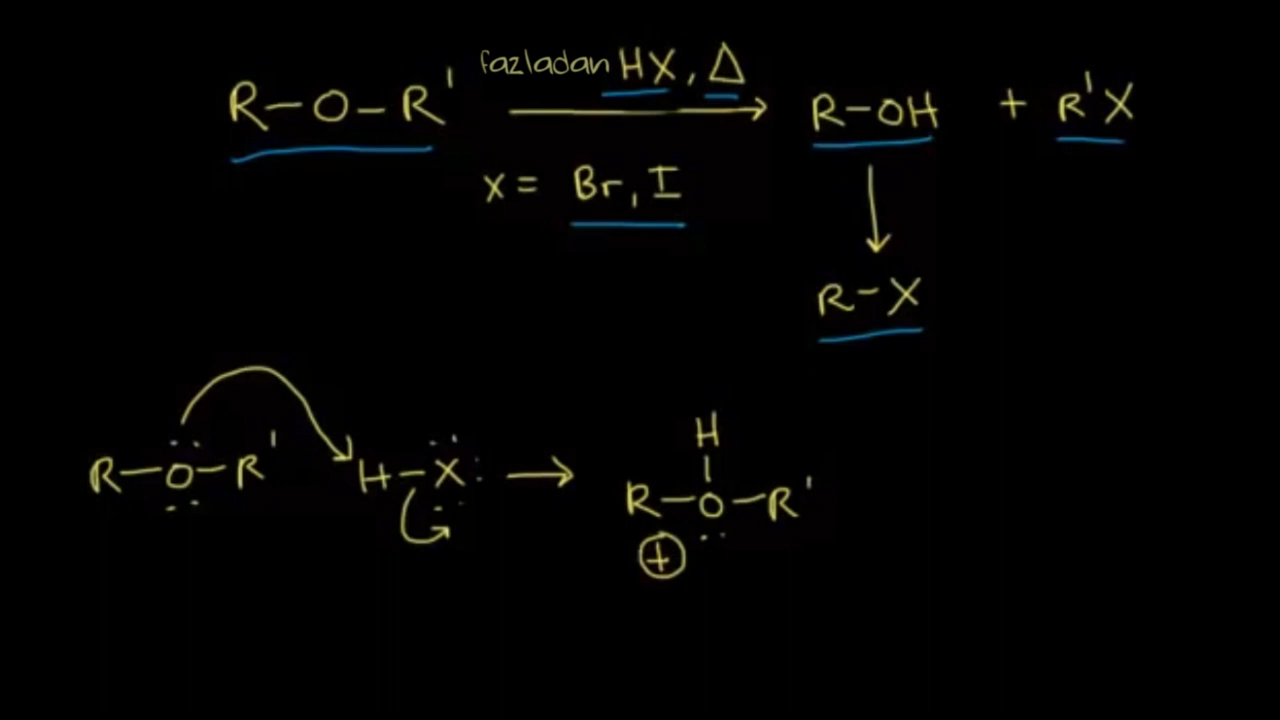 R-O-R' fazladan HX, Δ R-OH + R'X
X= Br, I
R-X
R-O-R' H-X → R-O-R'
H
+